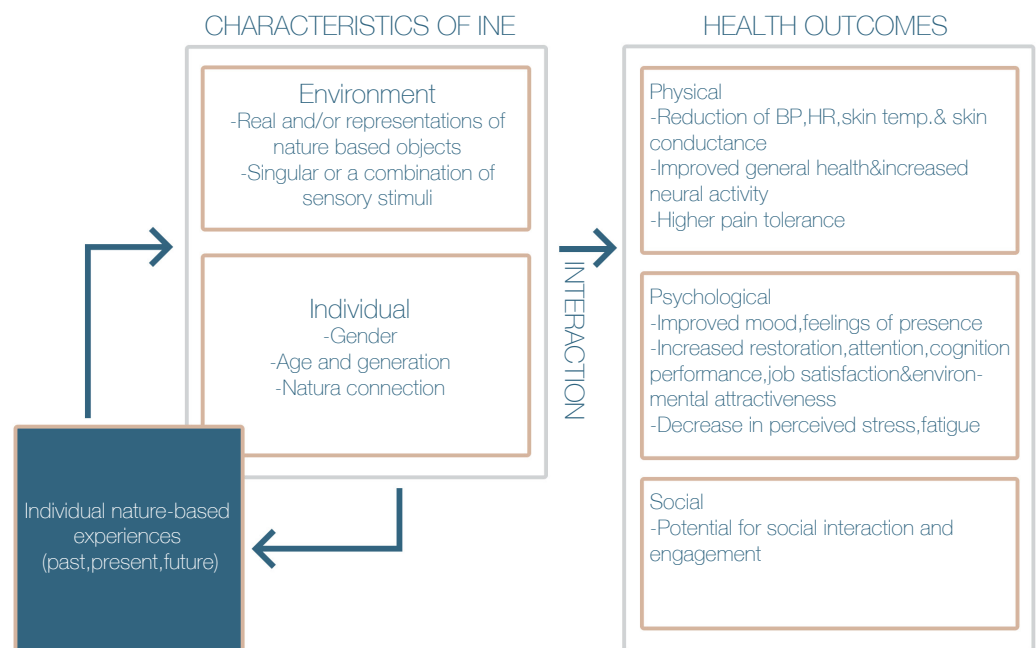 CHARACTERISTICS OF INE
Environment
-Real and/or representations of
nature based objects
-Singular or a combination of
sensory stimuli
Individual
-Gender
-Age and generation
-Natura connection
Individual nature-based
experiences
(past,present,future)
INTERACTION
HEALTH OUTCOMES
Physical
-Reduction of BP,HR,skin temp.& skin
conductance
-Improved general health&increased
neural activity
-Higher pain tolerance
Psychological
-Improved mood,feelings of presence
-Increased restoration,attention,cognition
performance,job satisfaction&environ-
mental attractiveness
-Decrease in perceived stress,fatigue
Social
-Potential for social interaction and
engagement